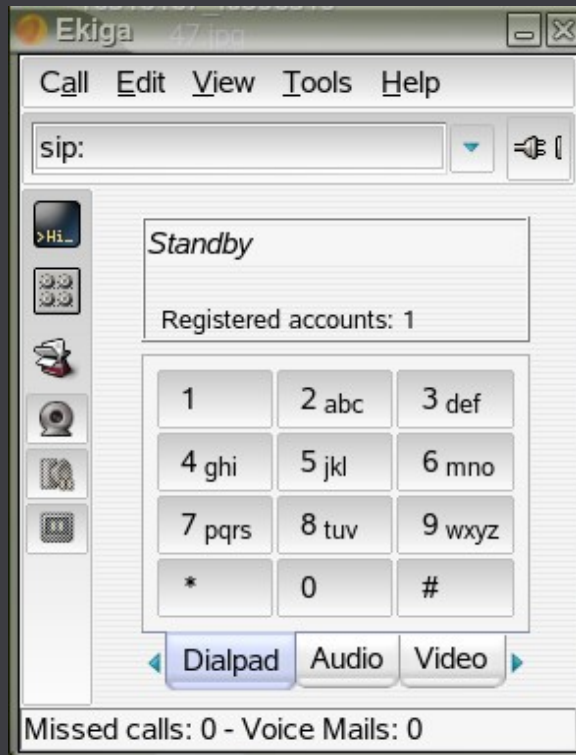 Ekiga
47.jpg
Call Edit View Tools Help
sip:
>Hi_
Standby
Registered accounts: 1
1 2 abc 3 def
4 ghi 5 jkl 6 mno
7 pqrs 8 tuv 9 wxyz
* 0 #
Dialpad Audio Video
Missed calls: 0 - Voice Mails: 0